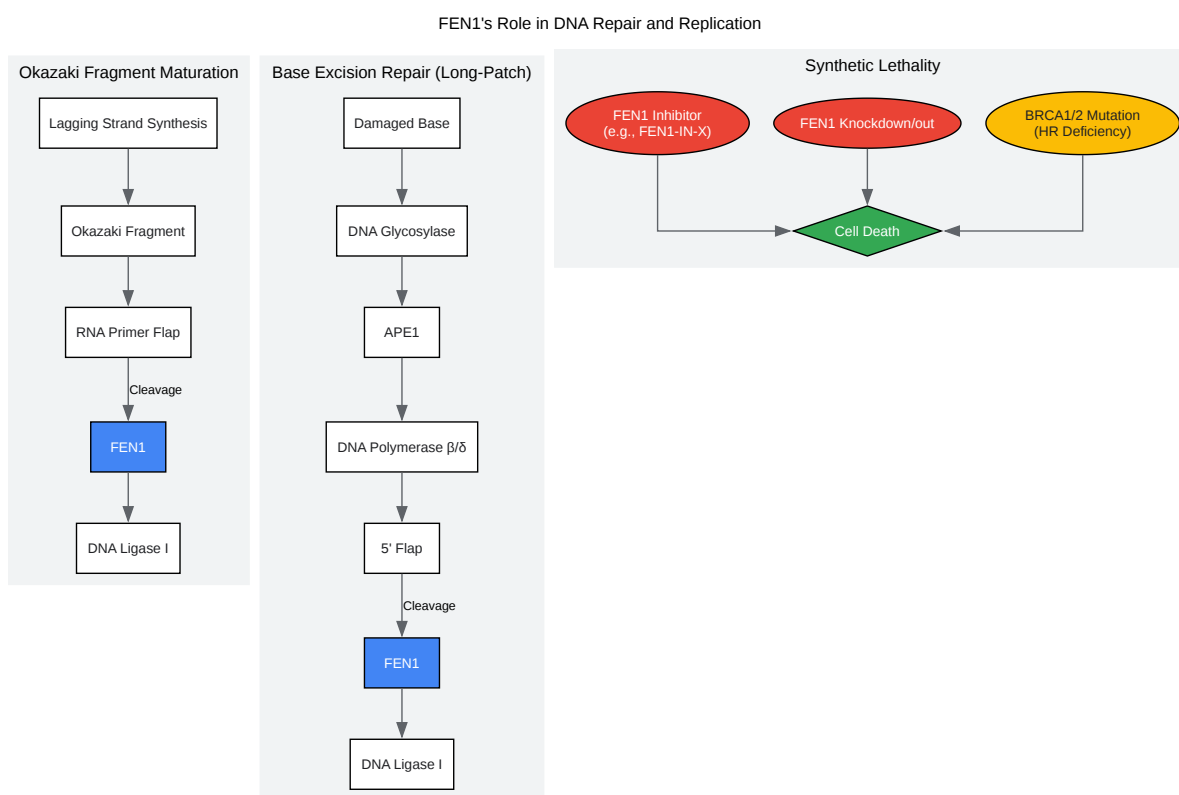 FEN1's Role in DNA Repair and Replication
Okazaki Fragment Maturation
Lagging Strand Synthesis
Okazaki Fragment
RNA Primer Flap
Cleavage
FEN1
DNA Ligase I
Base Excision Repair (Long-Patch)
Damaged Base
DNA Glycosylase
APE1
DNA Polymerase β/δ
5' Flap
Cleavage
FEN1
DNA Ligase I
Synthetic Lethality
FEN1 Inhibitor
(e.g., FEN1-IN-X)
FEN1 Knockdown/out
BRCA1/2 Mutation
(HR Deficiency)
Cell Death